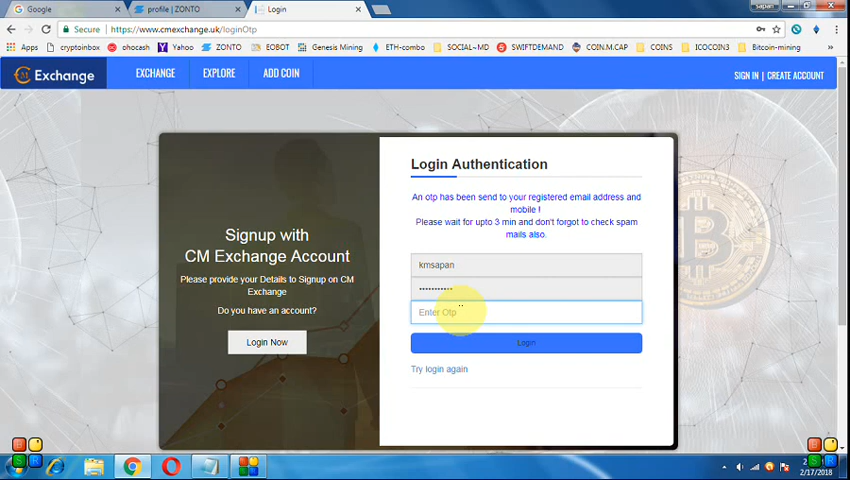 sapan
Google
profile | ZONTO
Login
Secure
https://www.cmexchange.uk/loginOtp
Apps
cryptoinbox
ohocash
Yahoo
ZONTO
EOBOT
Genesis Mining
ETH-combo
SOCIAL~MD
SWIFTDEMAND
COIN.M.CAP
COINS
ICOCOIN3
Bitcoin-mining
CM Exchange
EXCHANGE
EXPLORE
ADD COIN
SIGN IN | CREATE ACCOUNT
Signup with
CM Exchange Account
Please provide your Details to Signup on CM
Exchange
Do you have an account?
Login Now
Login Authentication
An otp has been send to your registered email address and
mobile !
Please wait for upto 3 min and don't forgot to check spam
mails also.
kmsapan
Enter Otp
Login
Try login again
S
R
S
R
2/17/2018